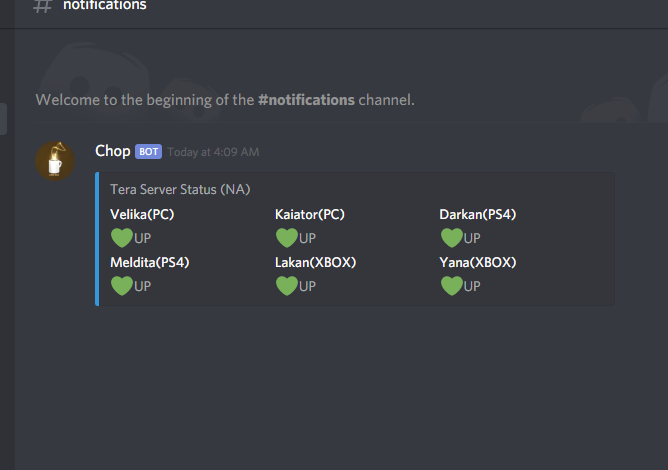 # notifications
Welcome to the beginning of the #notifications channel.
Chop BOT Today at 4:09 AM
Tera Server Status (NA)
Velika(PC) Kaiator(PC) Darkan(PS4)
💚UP 💚UP 💚UP
Meldita(PS4) Lakan(XBOX) Yana(XBOX)
💚UP 💚UP 💚UP